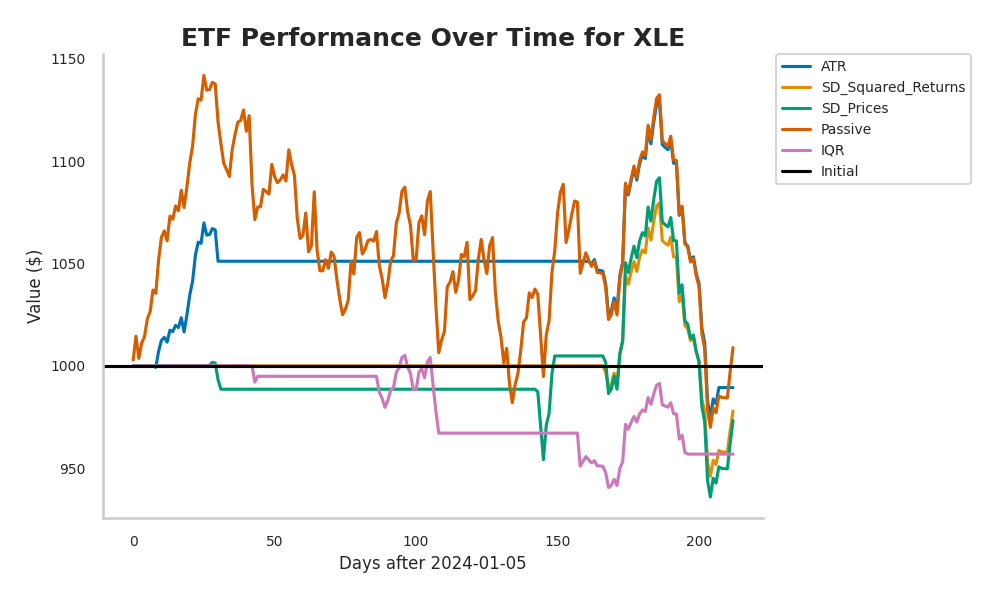 ETF Performance Over Time for XLE
1150
1100
1050
1000
950
Value ($)
0
50
100
150
200
Days after 2024-01-05
ATR
SD_Squared_Returns
SD_Prices
Passive
IQR
Initial